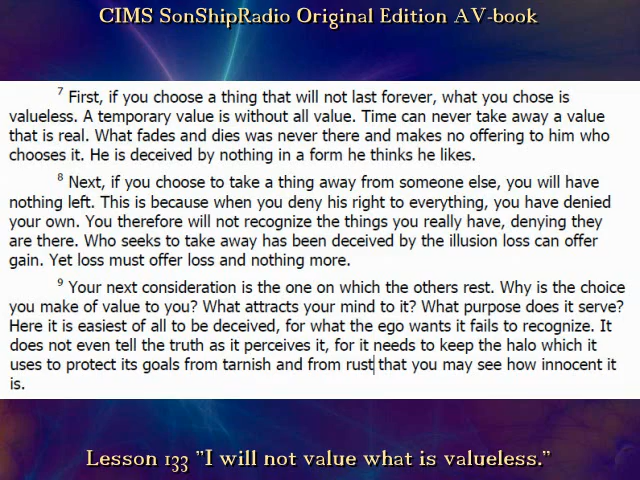 CIMS SonShipRadio Original Edition AV-book
7 First, if you choose a thing that will not last forever, what you chose is
valueless. A temporary value is without all value. Time can never take away a value
that is real. What fades and dies was never there and makes no offering to him who
chooses it. He is deceived by nothing in a form he thinks he likes.
8 Next, if you choose to take a thing away from someone else, you will have
nothing left. This is because when you deny his right to everything, you have denied
your own. You therefore will not recognize the things you really have, denying they
are there. Who seeks to take away has been deceived by the illusion loss can offer
gain. Yet loss must offer loss and nothing more.
9 Your next consideration is the one on which the others rest. Why is the choice
you make of value to you? What attracts your mind to it? What purpose does it serve?
Here it is easiest of all to be deceived, for what the ego wants it fails to recognize. It
does not even tell the truth as it perceives it, for it needs to keep the halo which it
uses to protect its goals from tarnish and from rust that you may see how innocent it
is.
Lesson 133 "I will not value what is valueless."